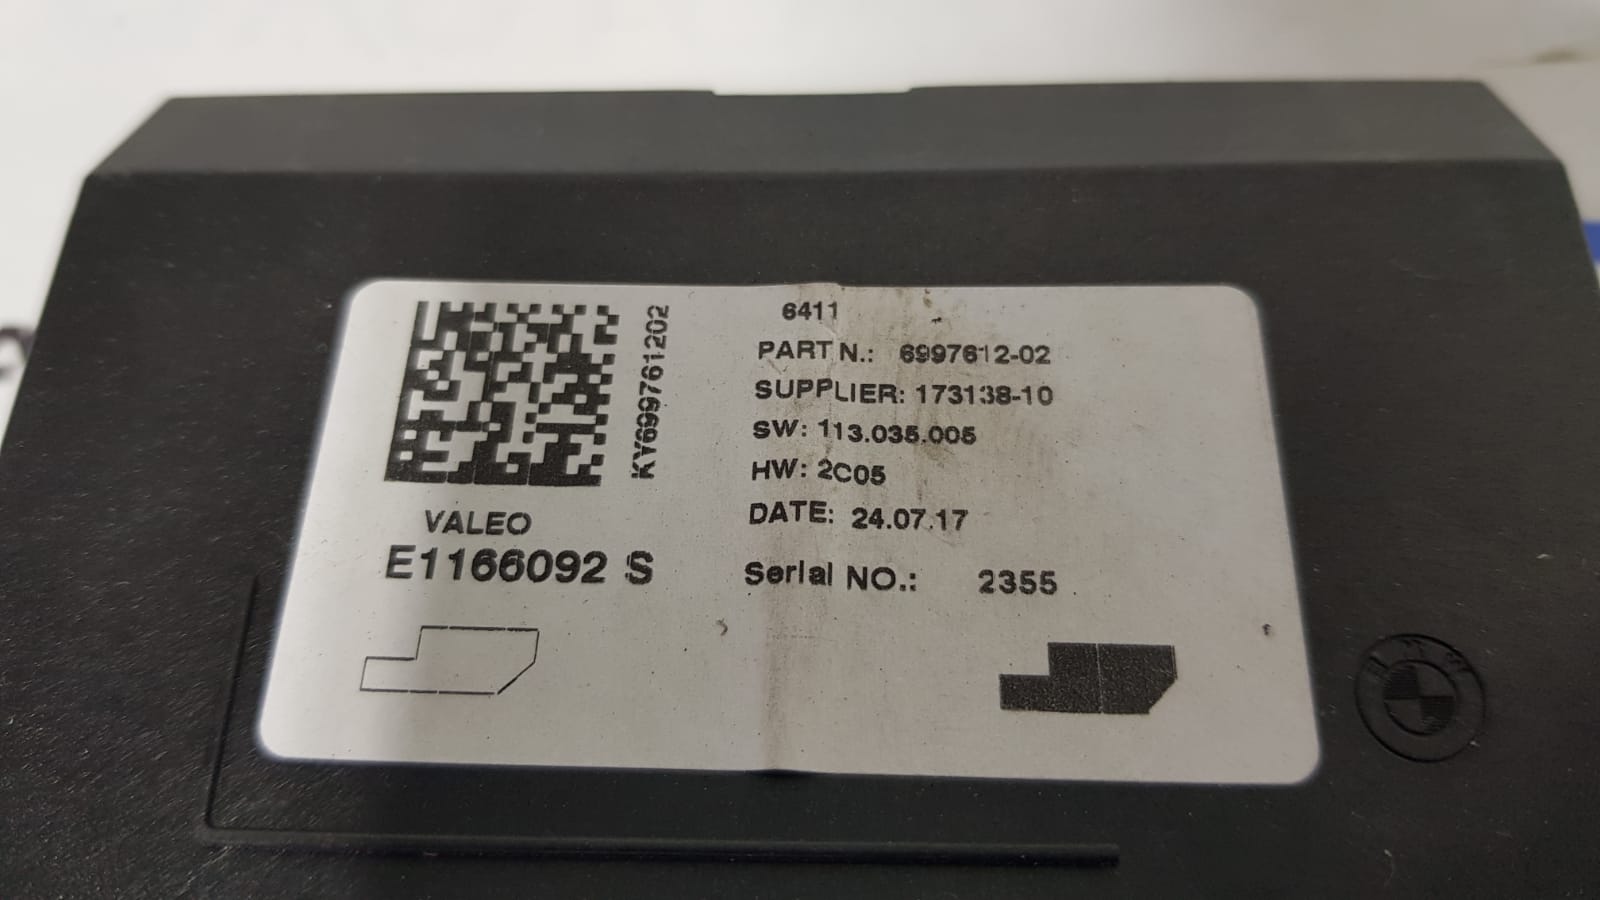 KY699761202
VALEO
E1166092 S
6411
PART N.: 6997612-02
SUPPLIER: 173138-10
SW: 113.035.005
HW: 2C05
DATE: 24.07.17
Serial NO.: 2355
BMW